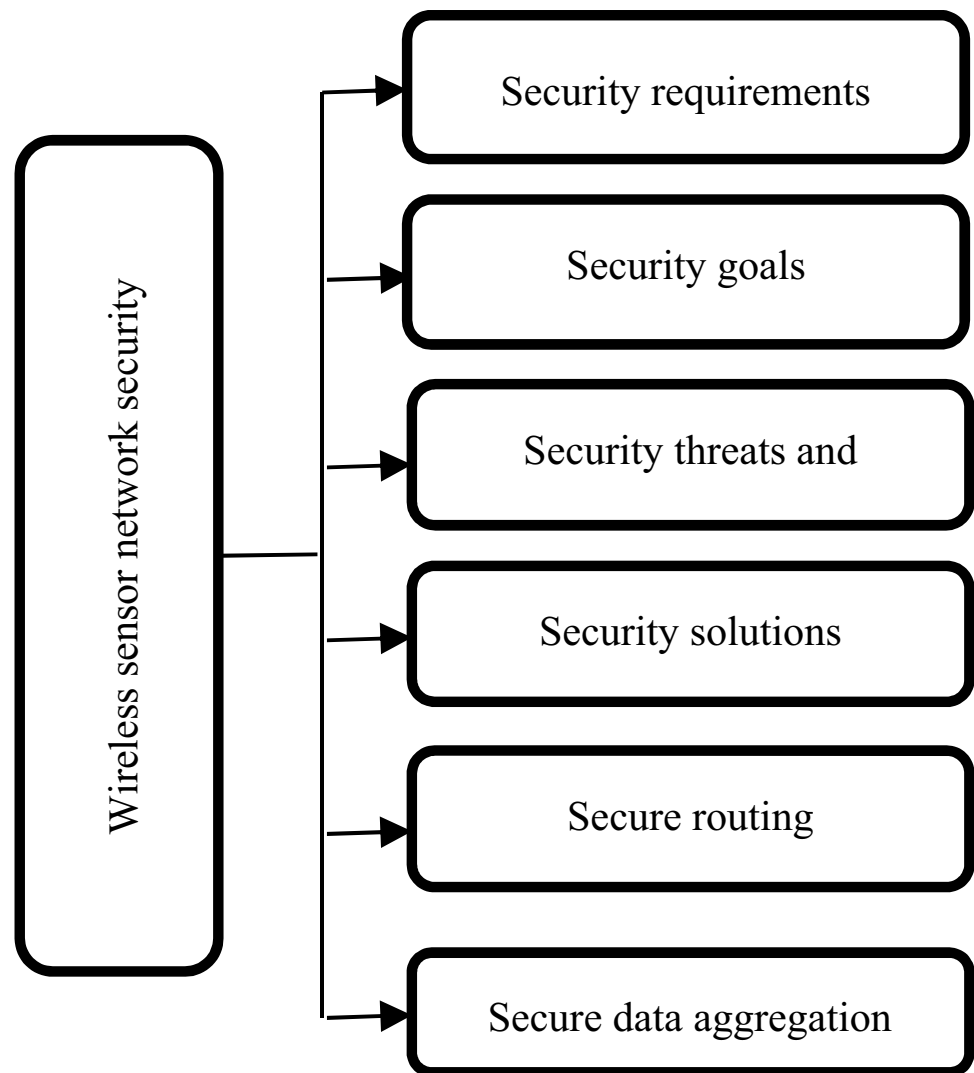 Wireless sensor network security
Security requirements
Security goals
Security threats and
Security solutions
Secure routing
Secure data aggregation